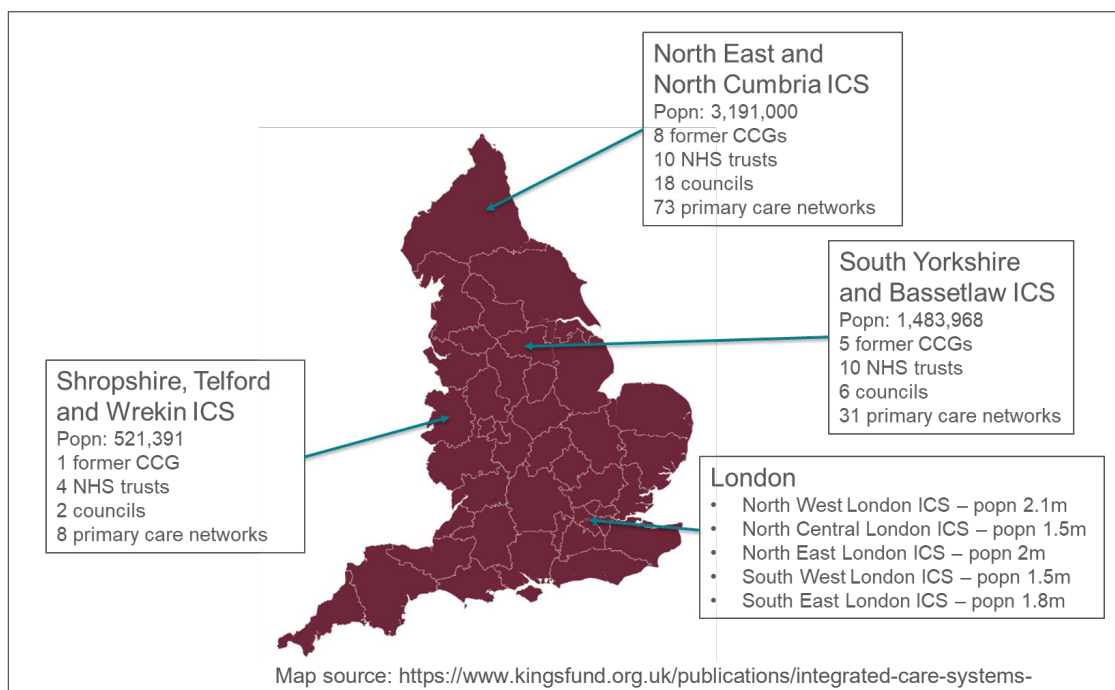 North East and
North Cumbria ICS
Popn: 3,191,000
8 former CCGs
10 NHS trusts
18 councils
73 primary care networks
South Yorkshire
and Bassetlaw ICS
Popn: 1,483,968
5 former CCGs
10 NHS trusts
6 councils
31 primary care networks
Shropshire, Telford
and Wrekin ICS
Popn: 521,391
1 former CCG
4 NHS trusts
2 councils
8 primary care networks
London
• North West London ICS – popn 2.1m
• North Central London ICS – popn 1.5m
• North East London ICS – popn 2m
• South West London ICS – popn 1.5m
• South East London ICS – popn 1.8m
Map source: https://www.kingsfund.org.uk/publications/integrated-care-systems-